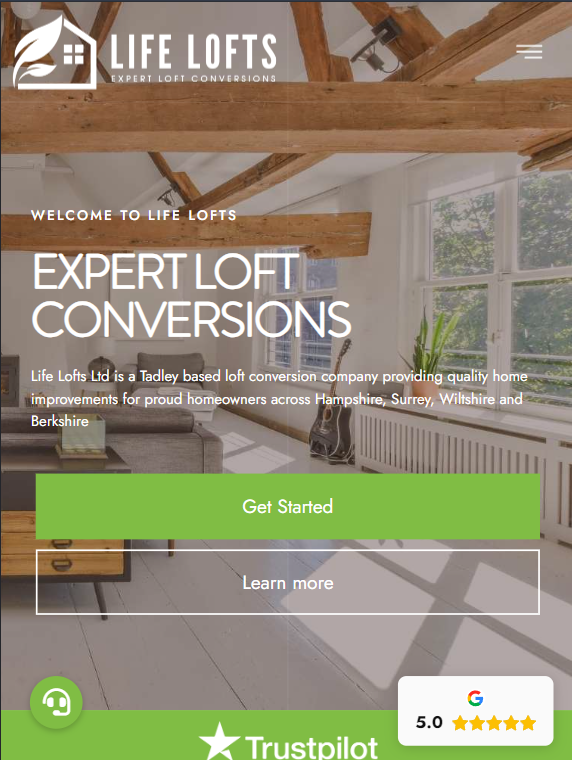 LIFE LOFTS
EXPERT LOFT CONVERSIONS
WELCOME TO LIFE LOFTS
EXPERT LOFT
CONVERSIONS
Life Lofts Ltd is a Tadley based loft conversion company providing quality home
improvements for proud homeowners across Hampshire, Surrey, Wiltshire and
Berkshire
Get Started
Learn more
G
5.0
Trustpilot